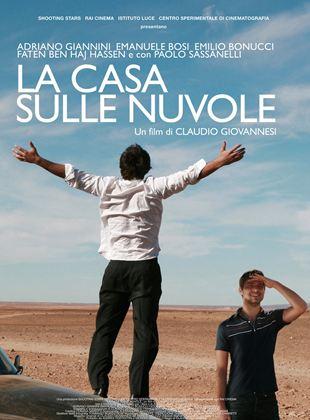 SHOOTING STARS RAI CINEMA ISTITUTO LUCE CENTRO SPERIMENTALE DI CINEMATOGRAFIA
presentano
ADRIANO GIANNINI EMANUELE BOSI EMILIO BONUCCI
FATEN BEN HAJ HASSEN e con PAOLO SASSANELLI
LA CASA
SULLE NUVOLE
Un film di CLAUDIO GIOVANNESI